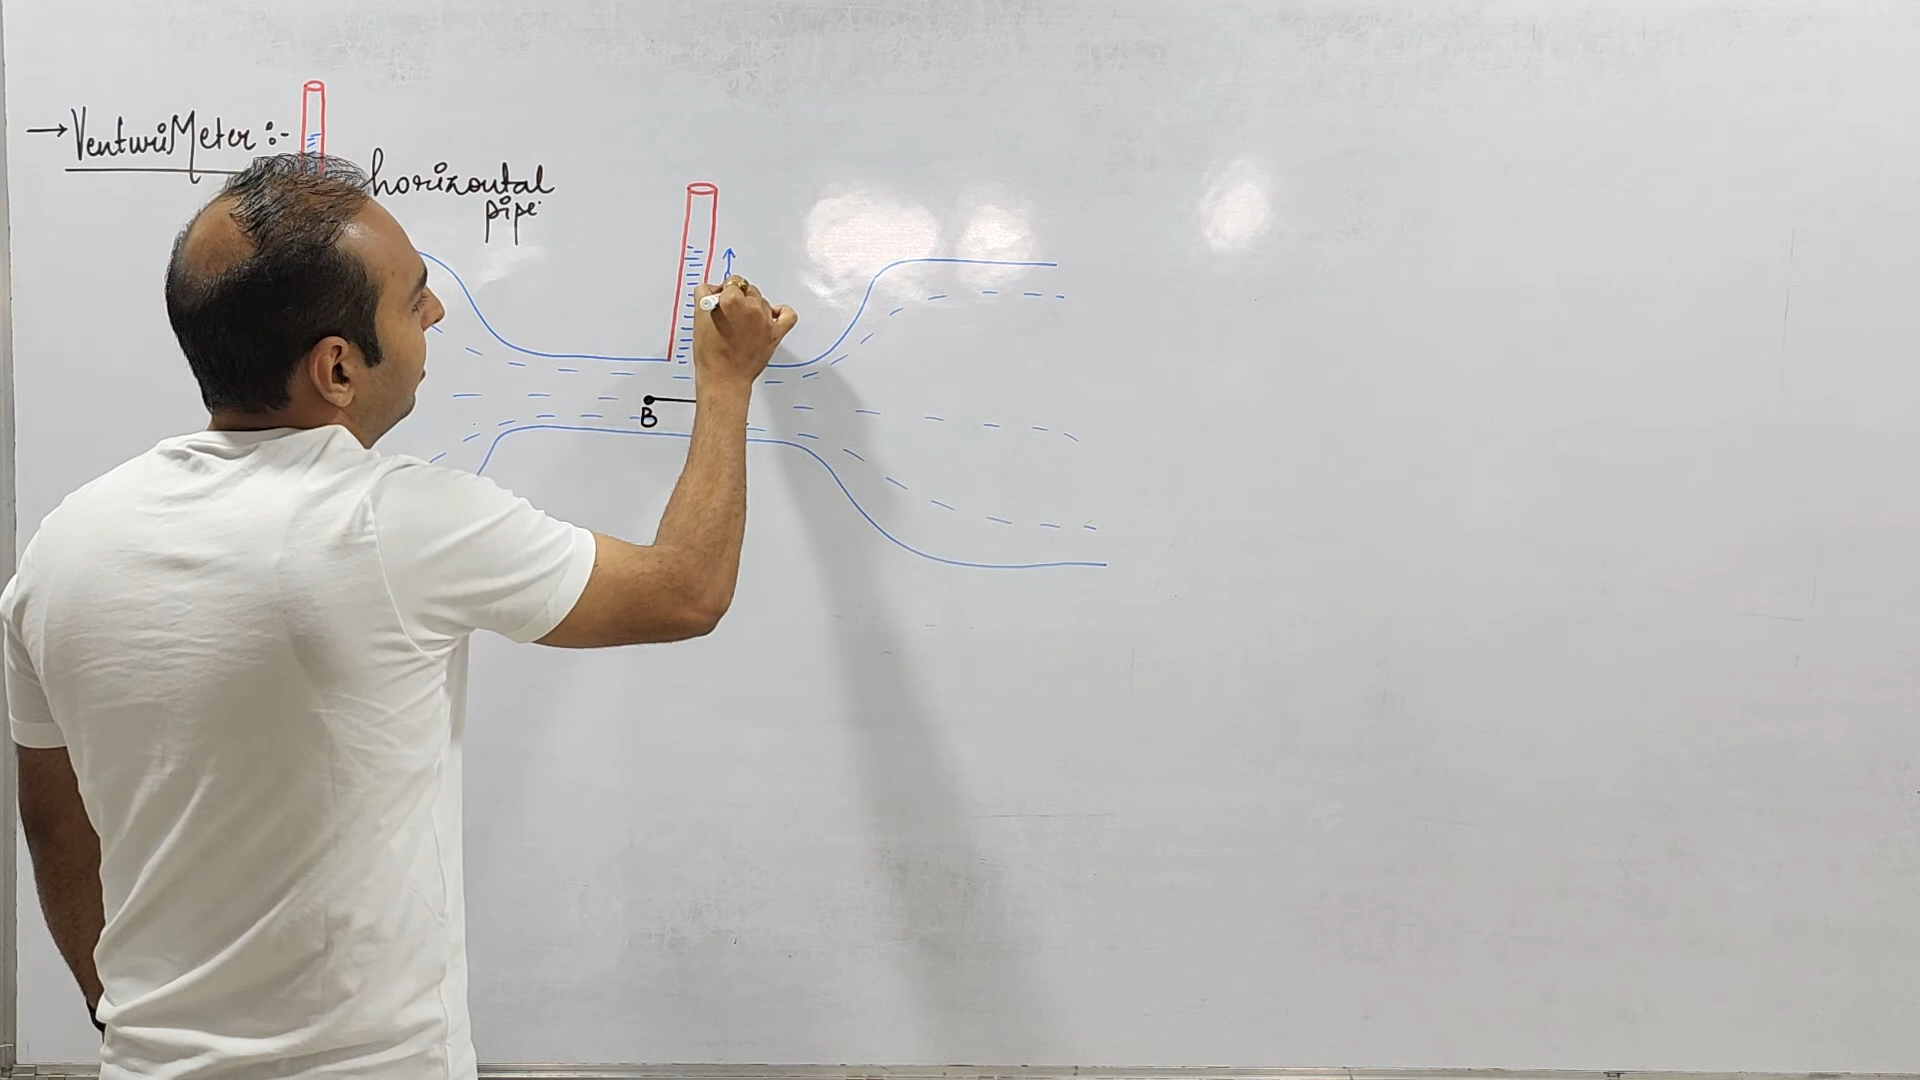 → VenturiMeter :-
horizontal
pipe
B